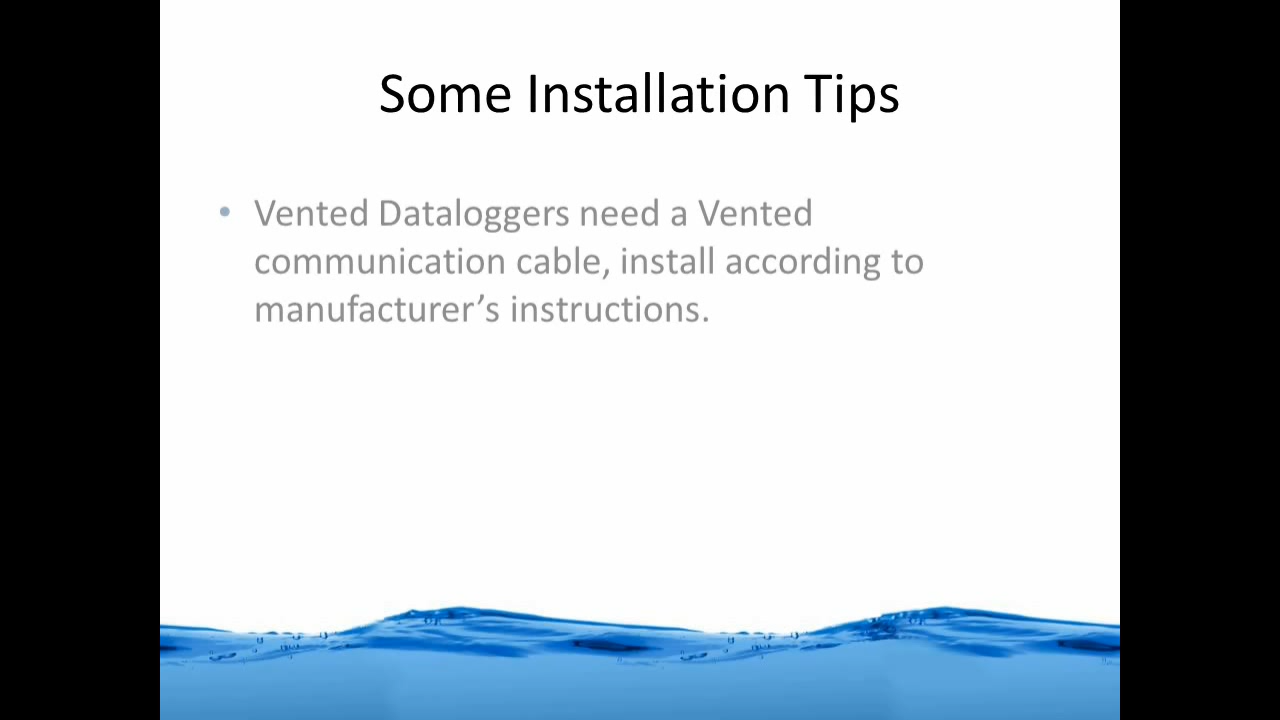 Some Installation Tips
• Vented Dataloggers need a Vented
communication cable, install according to
manufacturer’s instructions.